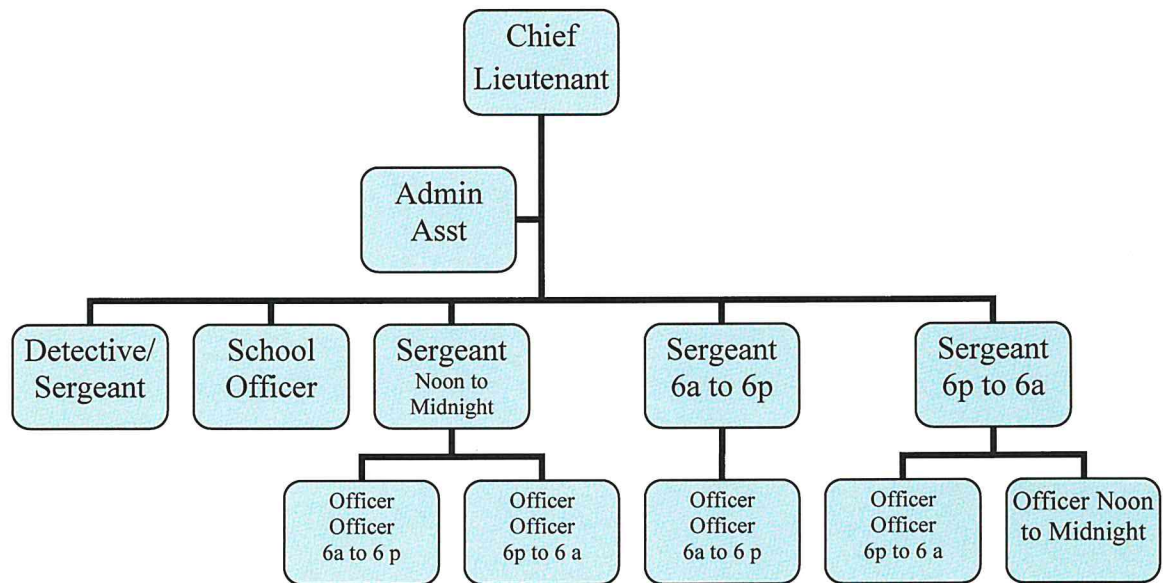 Chief
Lieutenant
Admin
Asst
Detective/
Sergeant
School
Officer
Sergeant
Noon to
Midnight
Sergeant
6a to 6p
Sergeant
6p to 6a
Officer
Officer
6a to 6 p
Officer
Officer
6p to 6 a
Officer
Officer
6a to 6 p
Officer
Officer
6p to 6 a
Officer Noon
to Midnight